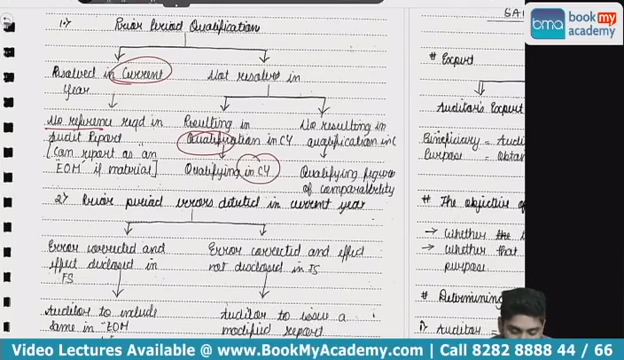 1.) Prior Period Qualification
Resolved in Current Year
Not resolved in
No reference reqd in audit Report
[Can report as an EOM if material]
Resulting in Qualification in CY
Qualifying in CY
No resulting in qualification in C
Qualifying figures of comparability
2) Prior period errors in current year
Error corrected and effect disclosed in FS
Auditor to include same in "EOM
Error corrected and effect not disclosed in FS
Auditor to issue a modified report
SA
# Expert
Auditor's Expert
Beneficiary = Audi
Purpose = obta
# The objective of
→ Whether the
→ Whether that purpose
# Determining
1) Auditor =
bma book my academy
Video Lectures Available @ www.BookMyAcademy.com | Call 8282 8888 44 / 66